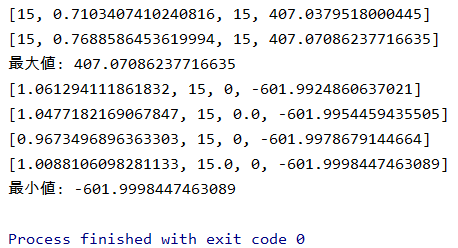 [15, 0.7103407410240816, 15, 407.0379518000445]
[15, 0.7688586453619994, 15, 407.07086237716635]
最大値: 407.07086237716635
[1.061294111861832, 15, 0, -601.9924860637021]
[1.0477182169067847, 15, 0.0, -601.9954459435505]
[0.9673496896363303, 15, 0, -601.9978679144664]
[1.0088106098281133, 15.0, 0, -601.9998447463089]
最小値: -601.9998447463089
Process finished with exit code 0